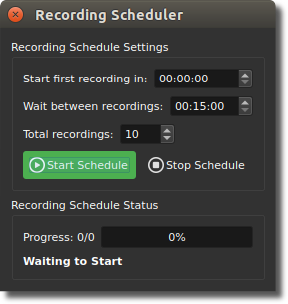 Recording Scheduler
Recording Schedule Settings
Start first recording in: 00:00:00
Wait between recordings: 00:15:00
Total recordings: 10
Start Schedule Stop Schedule
Recording Schedule Status
Progress: 0/0 0%
Waiting to Start